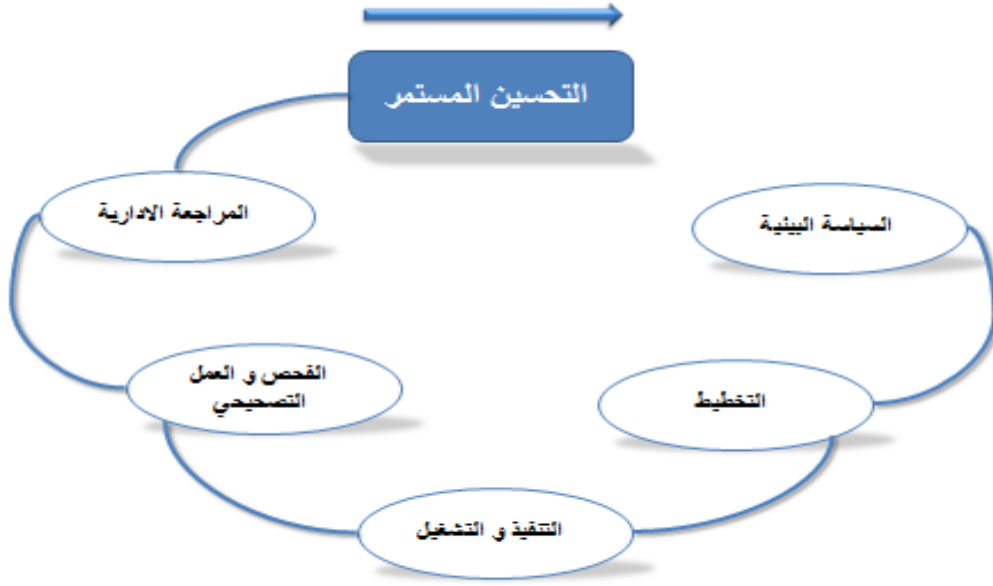 التحسين المستمر
المراجعة الادارية
السياسة البيئية
الفحص و العمل
التصحيحي
التخطيط
التنفيذ و التشغيل